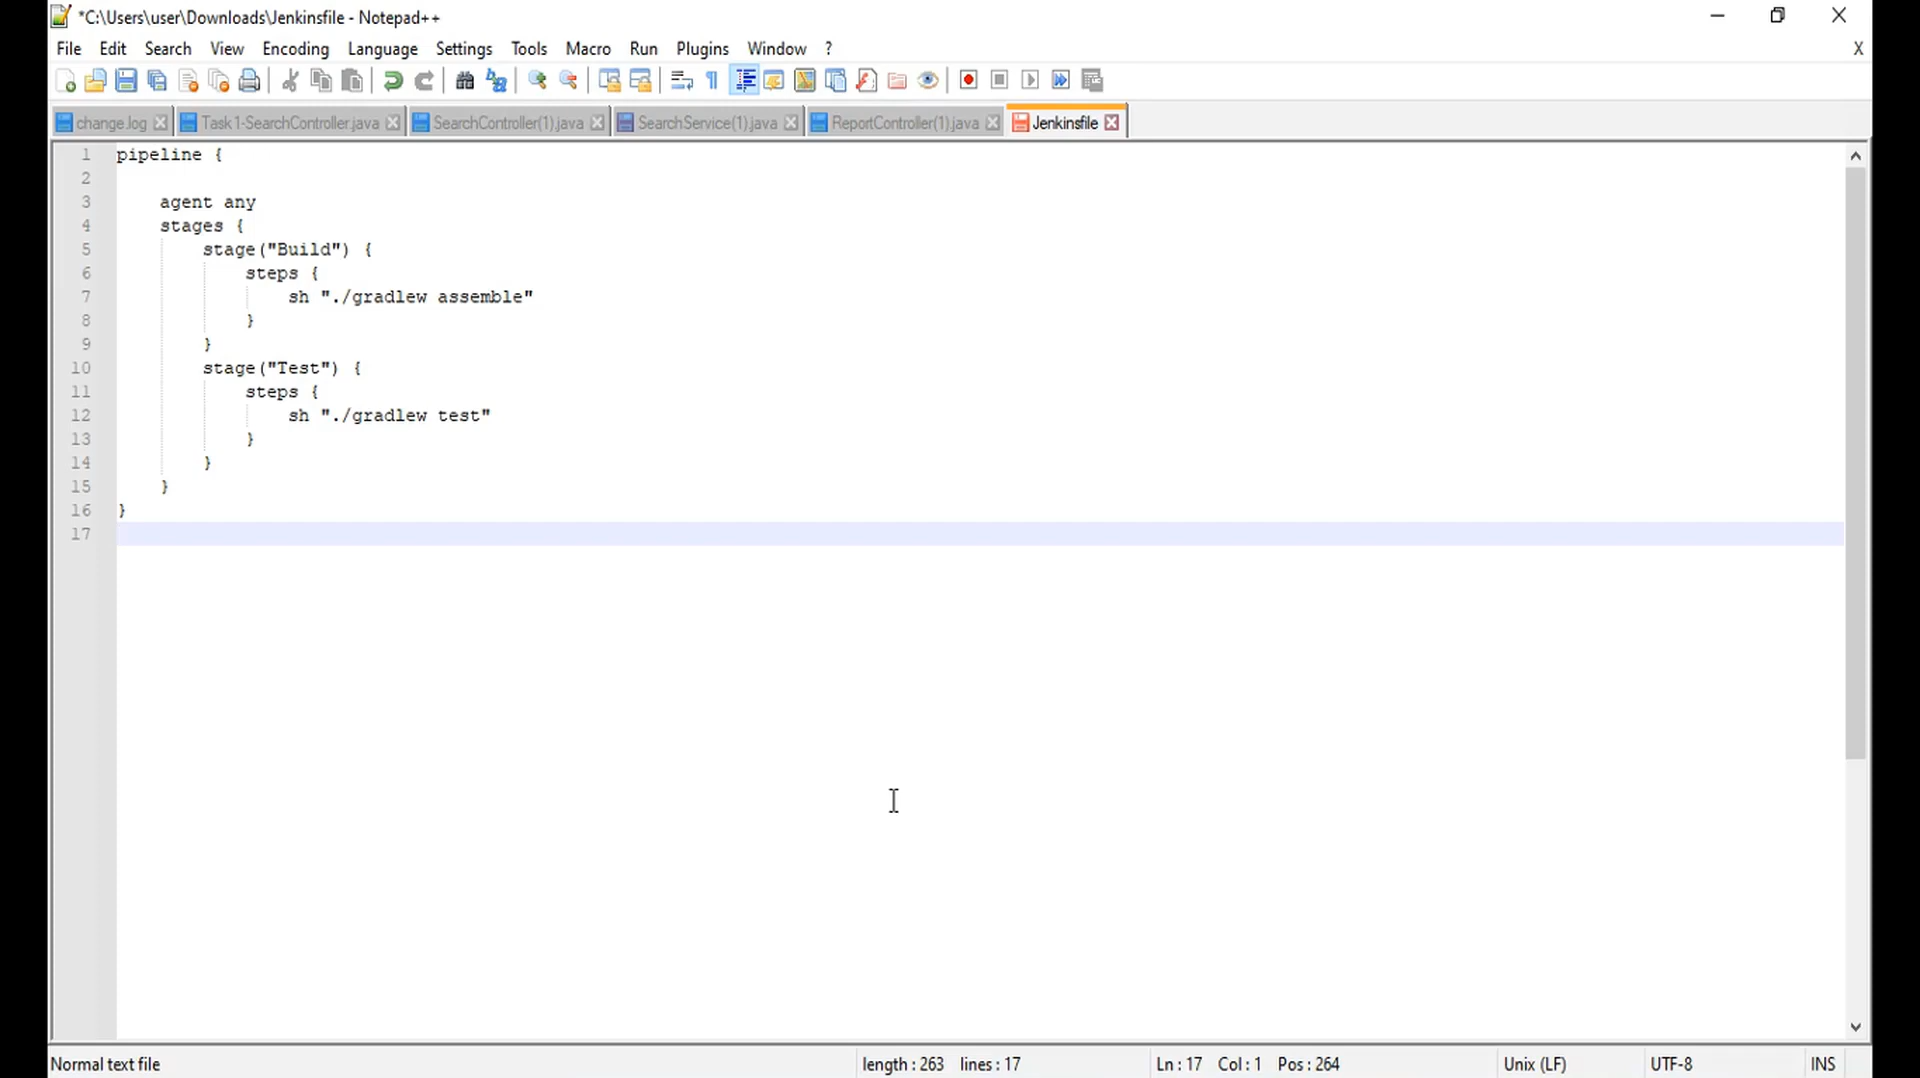 *C:\Users\user\Downloads\Jenkinsfile - Notepad++
File Edit Search View Encoding Language Settings Tools Macro Run Plugins Window ? X
change.log Task1-SearchController.java SearchController(1).java SearchService(1).java ReportController(1).java Jenkinsfile
1 pipeline {
2
3 agent any
4 stages {
5 stage("Build") {
6 steps {
7 sh "./gradlew assemble"
8 }
9 }
10 stage("Test") {
11 steps {
12 sh "./gradlew test"
13 }
14 }
15 }
16 }
17
Normal text file length : 263 lines : 17 Ln : 17 Col : 1 Pos : 264 Unix (LF) UTF-8 INS